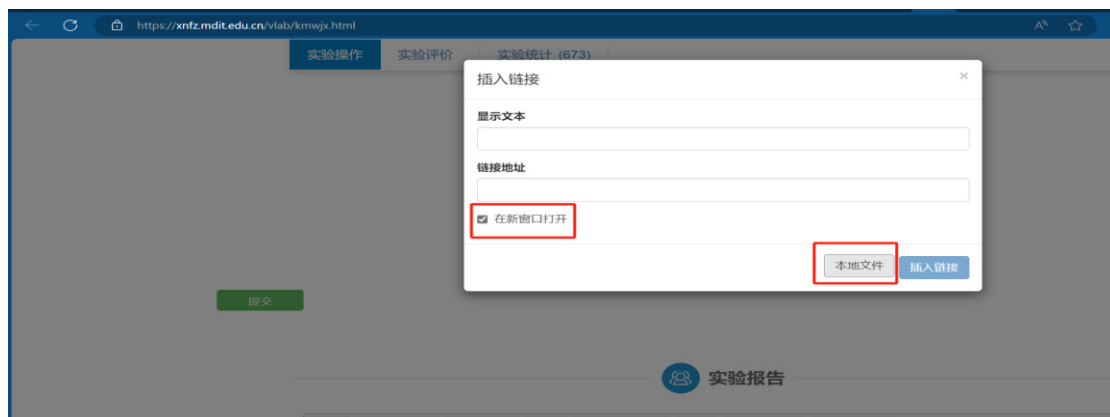 https://xnfz.mdit.edu.cn/vlab/kmwjx.html
实验操作 实验评价 实验统计 (673)
插入链接
显示文本
链接地址
在新窗口打开
本地文件 插入链接
提交
实验报告